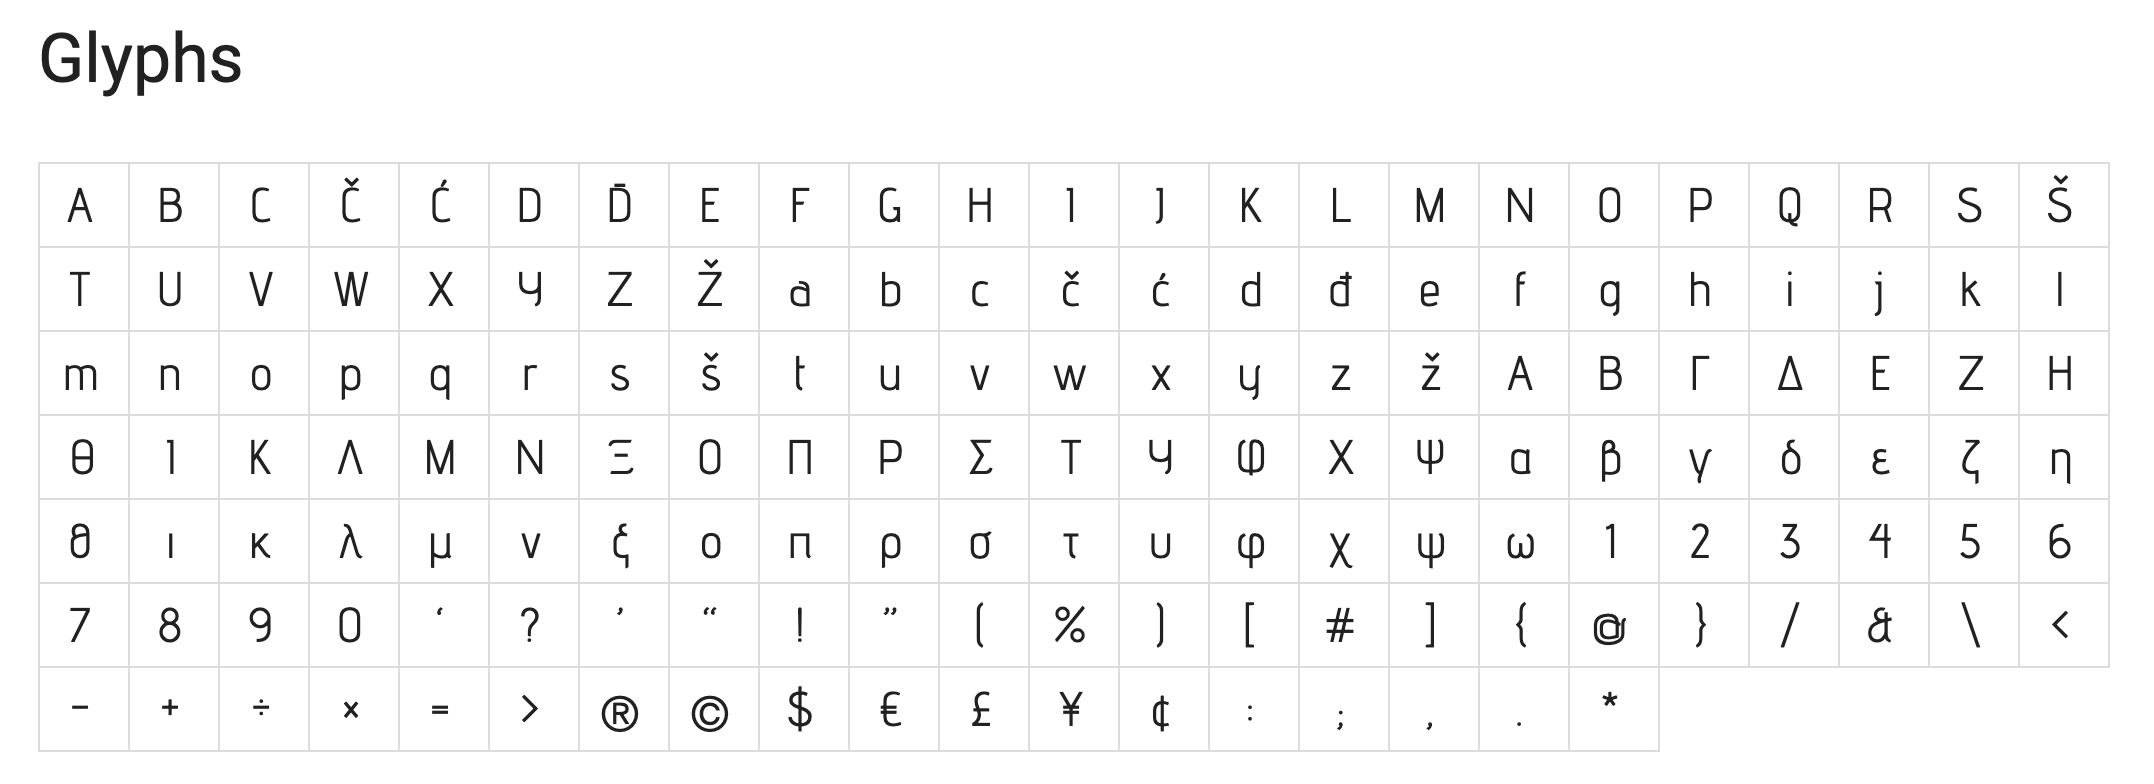 Glyphs
A B C Č Ć D Đ E F G H I J K L M N O P Q R S Š
T U V W X Y Z Ž a b c č ć d đ e f g h i j k l
m n o p q r s š t u v w x y z ž Α Β Γ Δ Ε Ζ Η
Θ Ι Κ Λ Μ Ν Ξ Ο Π Ρ Σ Τ Υ Φ Χ Ψ α β γ δ ε ζ η
θ ι κ λ μ ν ξ ο π ρ σ τ υ φ χ ψ ω 1 2 3 4 5 6
7 8 9 0 ‘ ? ’ “ ! ” ( % ) [ # ] { @ } / & \ <
- + ÷ × = > ® © $ € £ ¥ ¢ : ; , . *